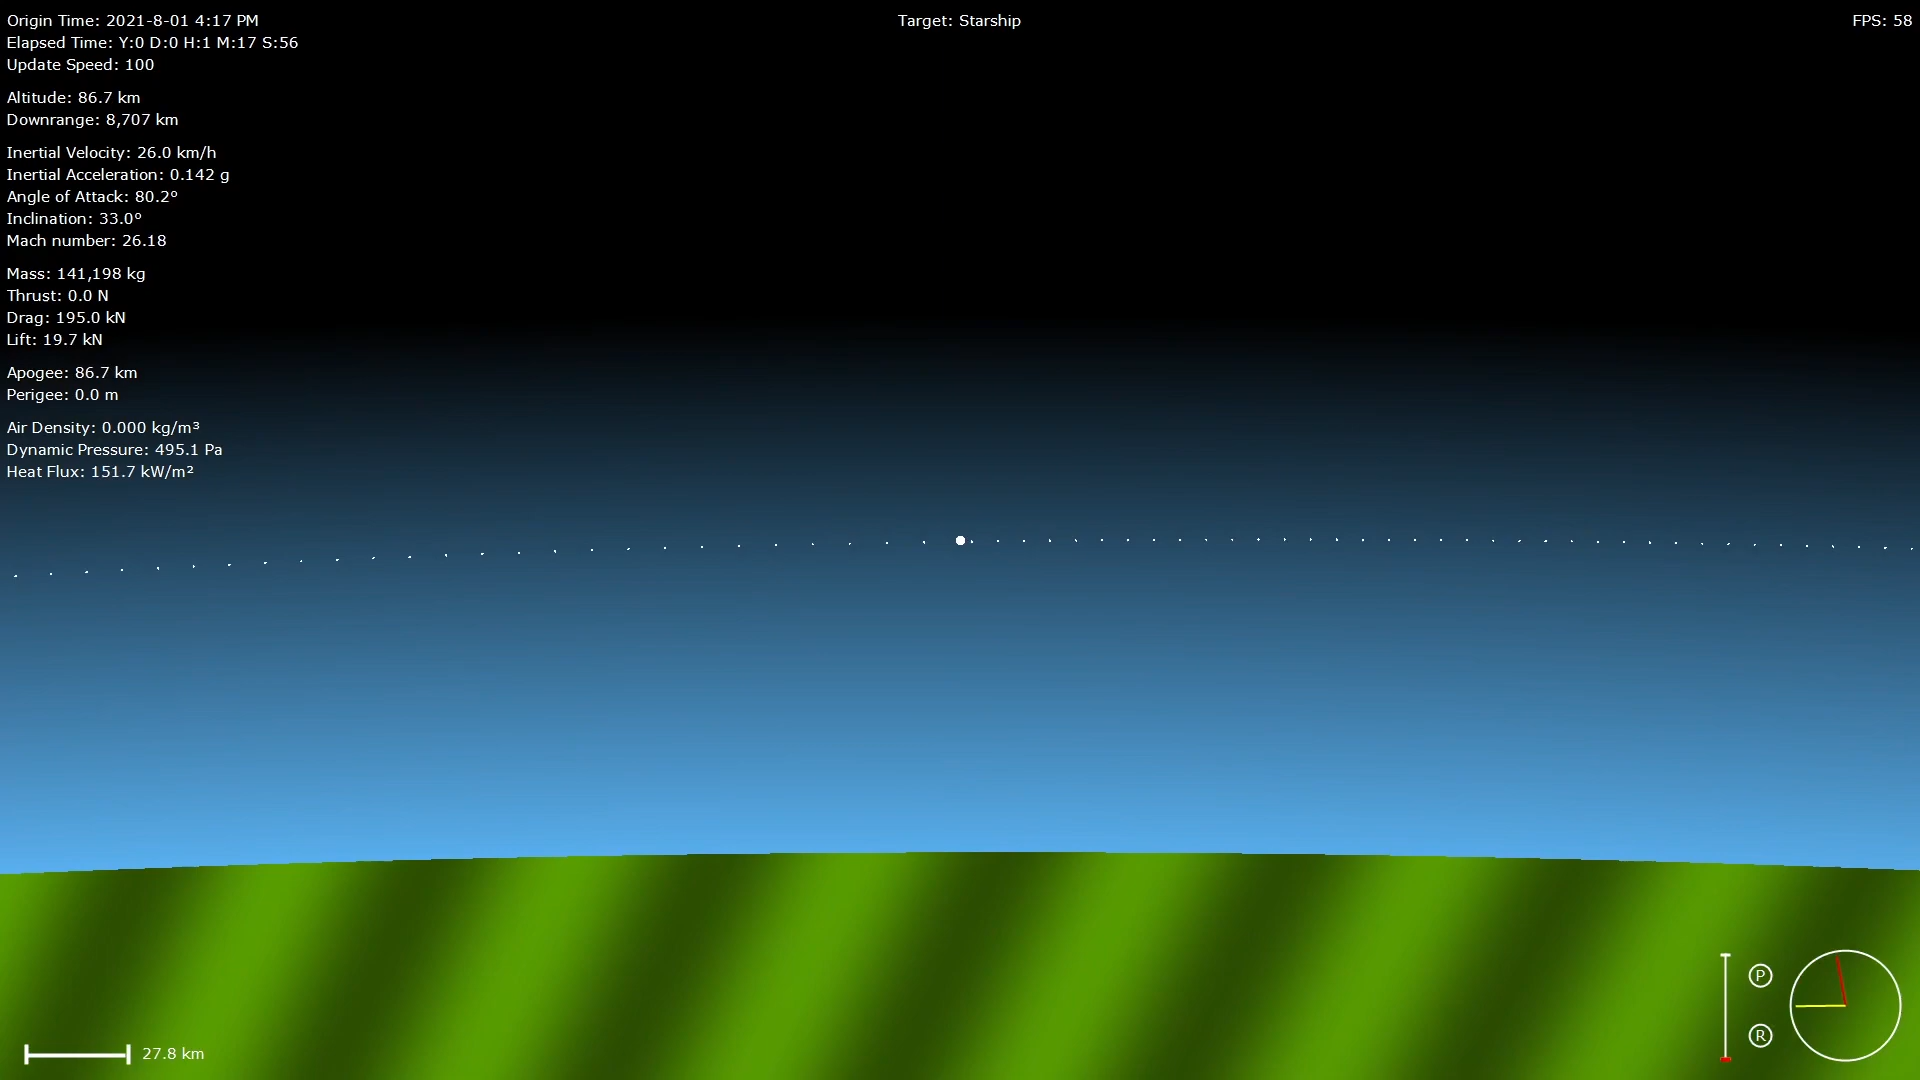 Origin Time: 2021-8-01 4:17 PM
Elapsed Time: Y:0 D:0 H:1 M:17 S:56
Update Speed: 100
Target: Starship
FPS: 58
Altitude: 86.7 km
Downrange: 8,707 km
Inertial Velocity: 26.0 km/h
Inertial Acceleration: 0.142 g
Angle of Attack: 80.2º
Inclination: 33.0º
Mach number: 26.18
Mass: 141,198 kg
Thrust: 0.0 N
Drag: 195.0 kN
Lift: 19.7 kN
Apogee: 86.7 km
Perigee: 0.0 m
Air Density: 0.000 kg/m³
Dynamic Pressure: 495.1 Pa
Heat Flux: 151.7 kW/m²
P
R
27.8 km